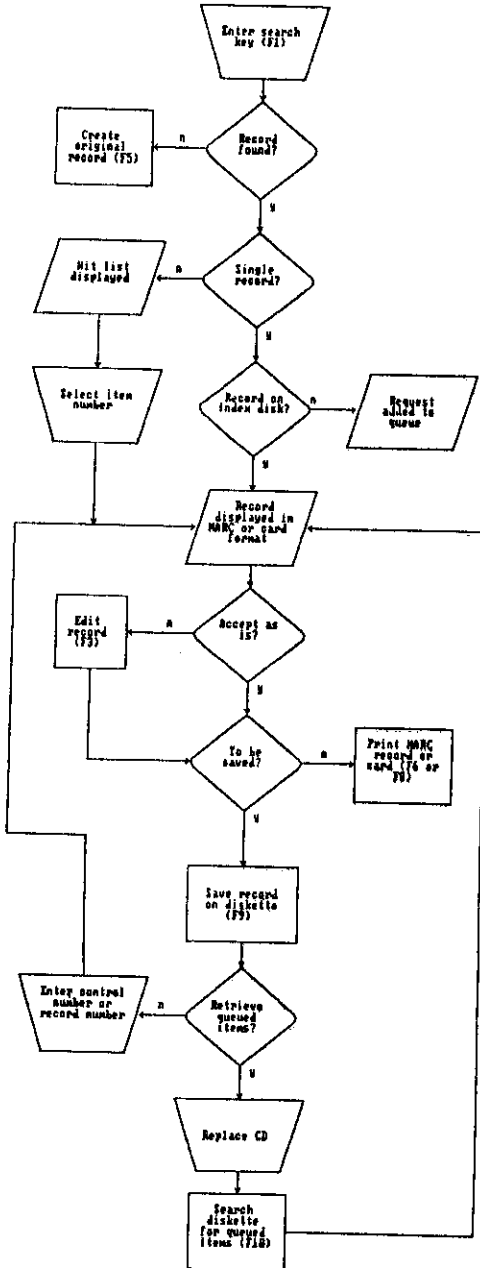 Enter search
key (F1)
Create
original
record (F5)
n
Record
found?
y
Hit list
displayed
n
Single
record?
y
Select item
number
Record on
index disk?
n
Request
added to
queue
y
Record
displayed in
MARC or card
format
Edit
record
(F3)
n
Accept as
is?
y
To be
saved?
n
Print MARC
record or
card (F6 or
F8)
y
Save record
on diskette
(F9)
Enter control
number or
record number
n
Retrieve
queued
items?
y
Replace CD
Search
diskette
for queued
items (F10)